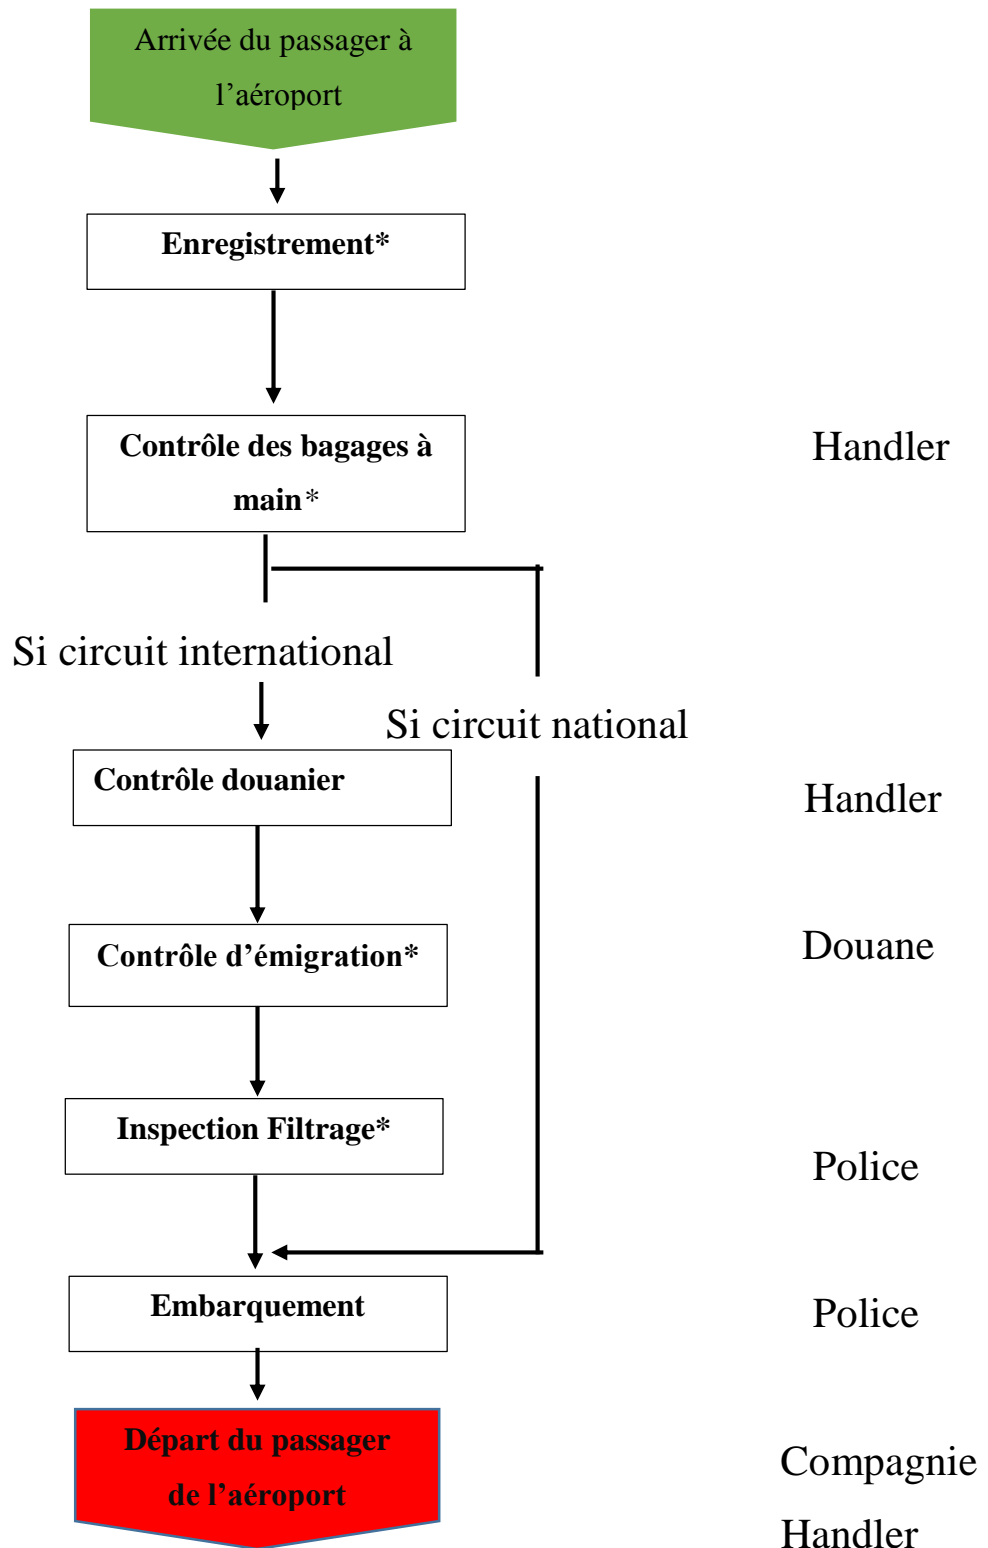 Arrivée du passager à
l’aéroport
Enregistrement*
Contrôle des bagages à
main*
Handler
Si circuit international
Si circuit national
Contrôle douanier
Handler
Contrôle d’émigration*
Douane
Inspection Filtrage*
Police
Embarquement
Police
Départ du passager
de l’aéroport
Compagnie
Handler